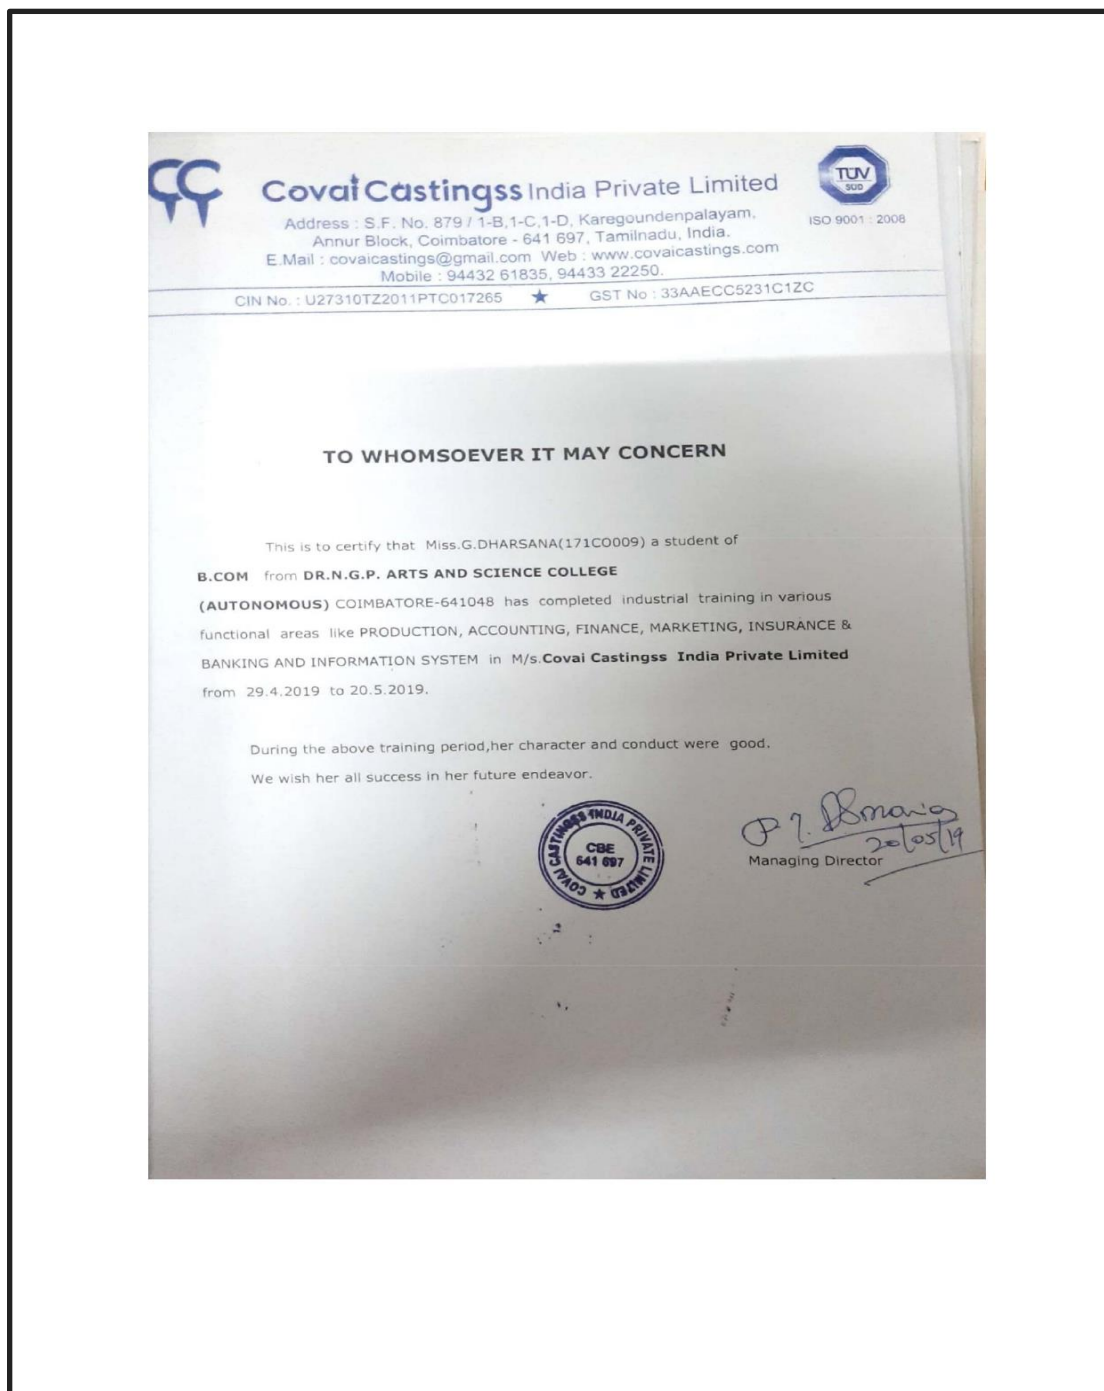 CC
Covai Castingss India Private Limited
Address : S.F. No. 879 / 1-B,1-C,1-D, Karegoundenpalayam,
Annur Block, Coimbatore - 641 697, Tamilnadu, India.
E.Mail : covaicastings@gmail.com Web : www.covaicastings.com
Mobile : 94432 61835, 94433 22250.
TÜV
SÜD
ISO 9001 : 2008
CIN No. : U27310TZ2011PTC017265 ★ GST No : 33AAECC5231C1ZC
TO WHOMSOEVER IT MAY CONCERN
This is to certify that Miss.G.DHARSANA(171CO009) a student of
B.COM from DR.N.G.P. ARTS AND SCIENCE COLLEGE
(AUTONOMOUS) COIMBATORE-641048 has completed industrial training in various
functional areas like PRODUCTION, ACCOUNTING, FINANCE, MARKETING, INSURANCE &
BANKING AND INFORMATION SYSTEM in M/s.Covai Castingss India Private Limited
from 29.4.2019 to 20.5.2019.
During the above training period,her character and conduct were good.
We wish her all success in her future endeavor.
COVAI CASTINGSS INDIA PRIVATE LIMITED ★
CBE
641 697
20/05/19
Managing Director